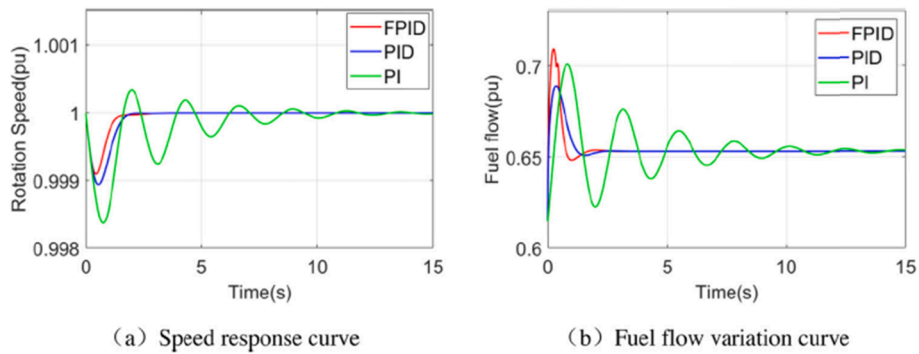 Rotation Speed(pu)
1.001
1
0.999
0.998
FPID
PID
PI
0
5
10
15
Time(s)
(a) Speed response curve
Fuel flow(pu)
0.7
0.65
0.6
FPID
PID
PI
0
5
10
15
Time(s)
(b) Fuel flow variation curve